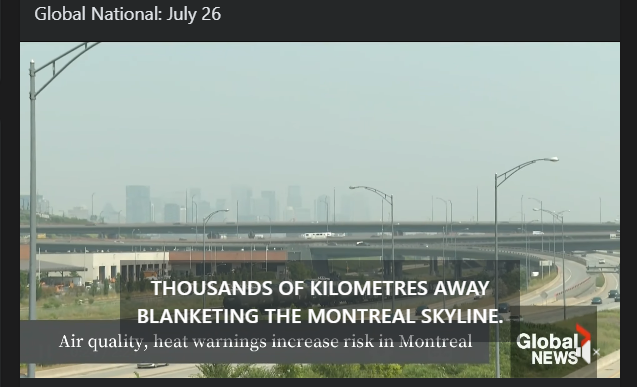 Global National: July 26
THOUSANDS OF KILOMETRES AWAY
BLANKETING THE MONTREAL SKYLINE.
Air quality, heat warnings increase risk in Montreal
Global
NEWS